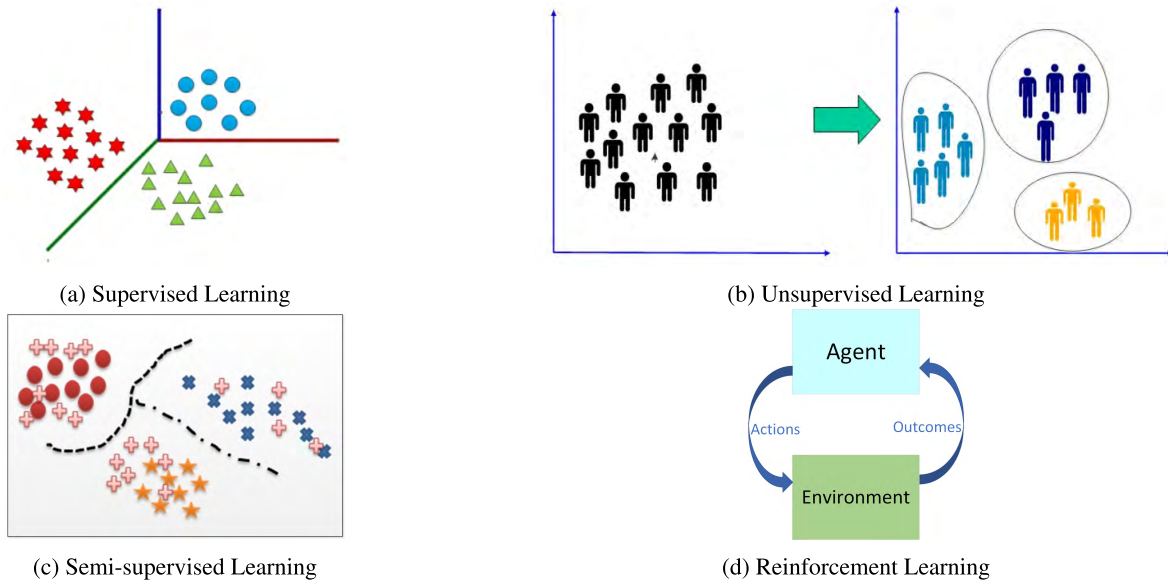 (a) Supervised Learning
(b) Unsupervised Learning
(c) Semi-supervised Learning
Agent
Actions
Outcomes
Environment
(d) Reinforcement Learning